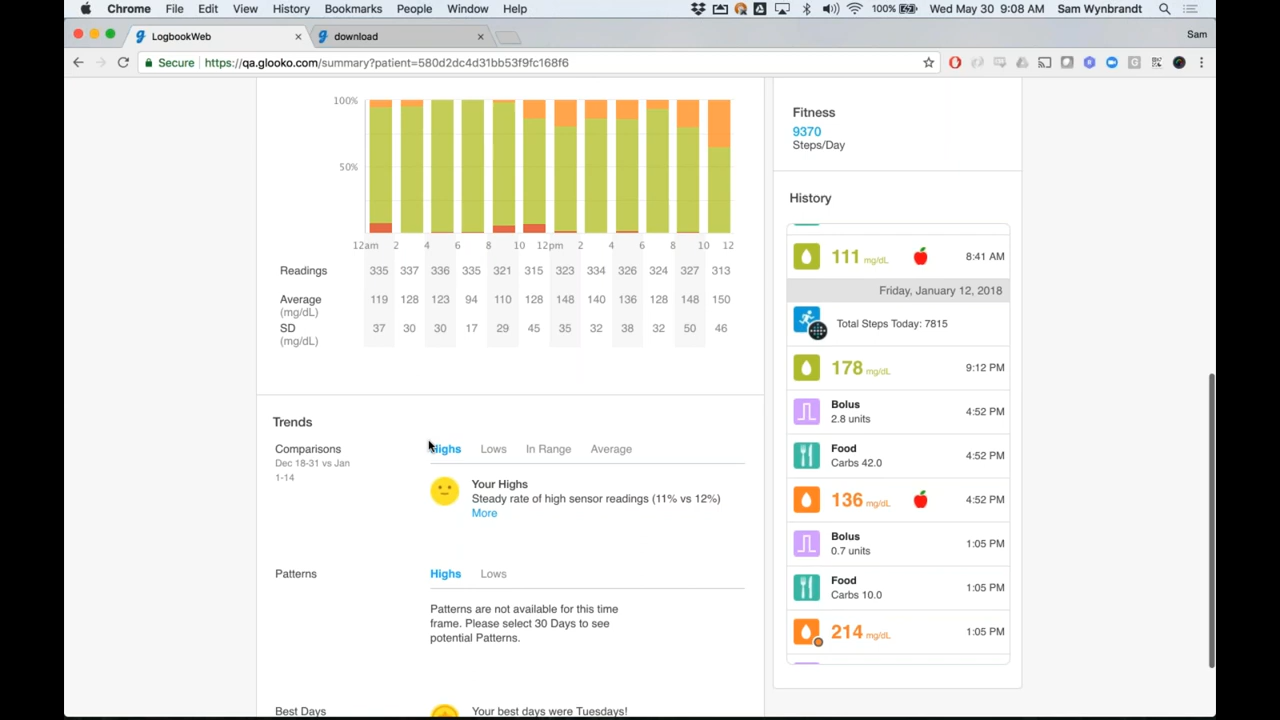 Chrome File Edit View History Bookmarks People Window Help 100% Wed May 30 9:08 AM Sam Wynbrandt
LogbookWeb download Sam
Secure https://qa.glooko.com/summary?patient=580d2dc4d31bb53f9fc168f6
100%
50%
12am 2 4 6 8 10 12pm 2 4 6 8 10 12
Readings 335 337 336 335 321 315 323 334 326 324 327 313
Average 119 128 123 94 110 128 148 140 136 128 148 150
(mg/dL)
SD 37 30 30 17 29 45 35 32 38 32 50 46
(mg/dL)
Trends
Comparisons
Dec 18-31 vs Jan
1-14
Highs Lows In Range Average
Your Highs
Steady rate of high sensor readings (11% vs 12%)
More
Patterns
Highs Lows
Patterns are not available for this time
frame. Please select 30 Days to see
potential Patterns.
Best Days
Your best days were Tuesdays!
Fitness
9370
Steps/Day
History
111 mg/dL 8:41 AM
Friday, January 12, 2018
Total Steps Today: 7815
178 mg/dL 9:12 PM
Bolus
2.8 units 4:52 PM
Food
Carbs 42.0 4:52 PM
136 mg/dL 4:52 PM
Bolus
0.7 units 1:05 PM
Food
Carbs 10.0 1:05 PM
214 mg/dL 1:05 PM